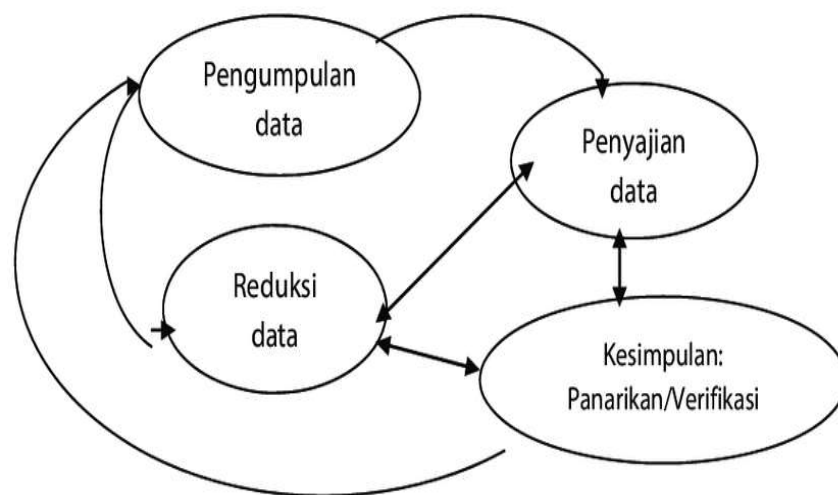 Pengumpulan
data
Penyajian
data
Reduksi
data
Kesimpulan:
Panarikan/Verifikasi